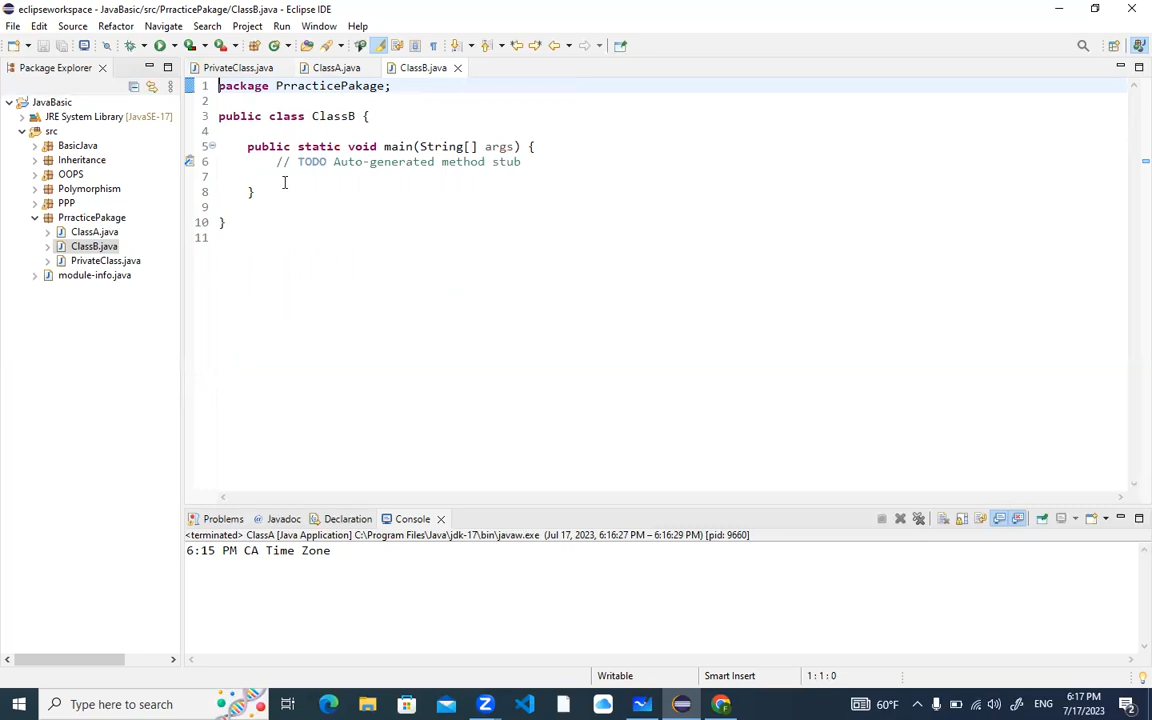 eclipseworkspace - JavaBasic/src/PrracticePakage/ClassB.java - Eclipse IDE
File Edit Source Refactor Navigate Search Project Run Window Help
Package Explorer
PrivateClass.java ClassA.java ClassB.java
JavaBasic
JRE System Library [JavaSE-17]
src
BasicJava
Inheritance
OOPS
Polymorphism
PPP
PrracticePakage
ClassA.java
ClassB.java
PrivateClass.java
module-info.java
1 package PrracticePakage;
2
3 public class ClassB {
4
5 public static void main(String[] args) {
6 // TODO Auto-generated method stub
7
8 }
9
10 }
11
Problems Javadoc Declaration Console
<terminated> ClassA [Java Application] C:\Program Files\Java\jdk-17\bin\javaw.exe (Jul 17, 2023, 6:16:27 PM – 6:16:29 PM) [pid: 9660]
6:15 PM CA Time Zone
Writable Smart Insert 1 : 1 : 0
Type here to search
60°F ENG 6:17 PM
7/17/2023 2